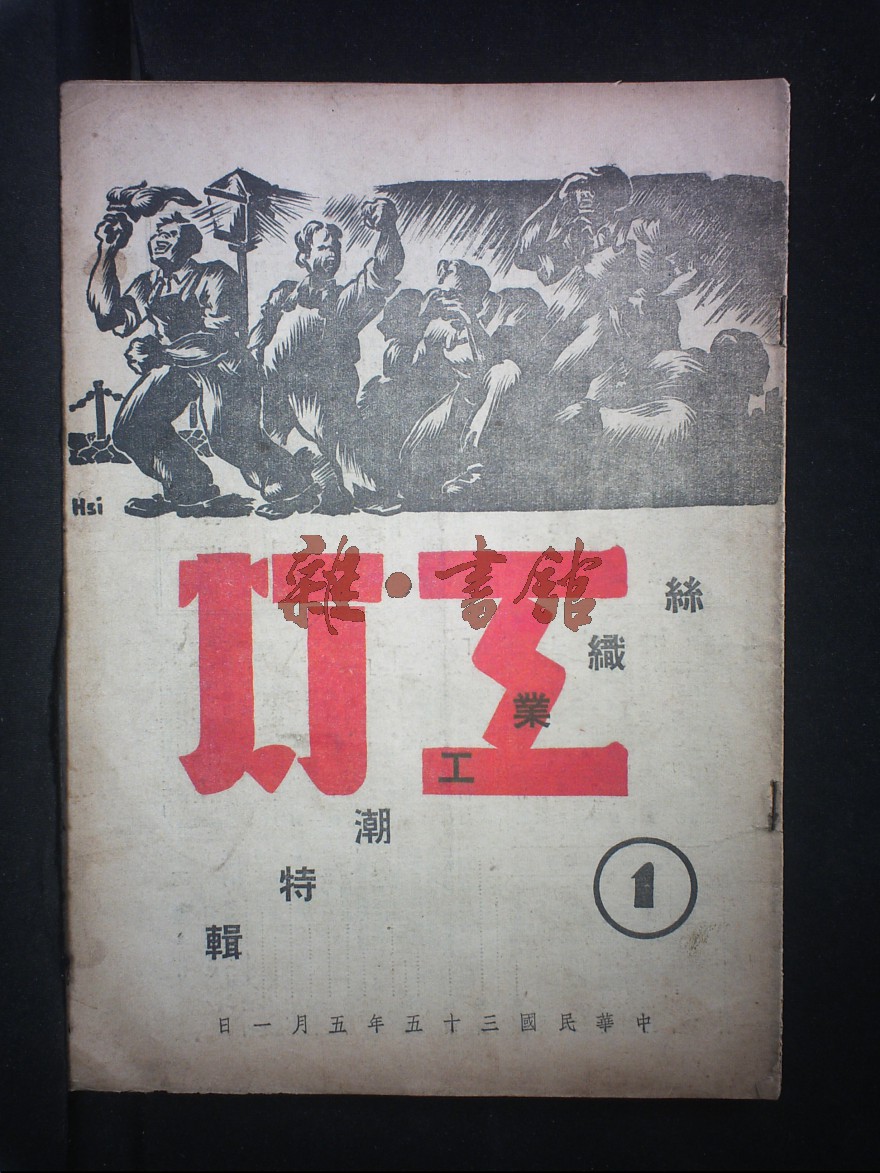 Hsi
雜·書館
工
絲織業工潮特輯
1
中華民國三十五年五月一日